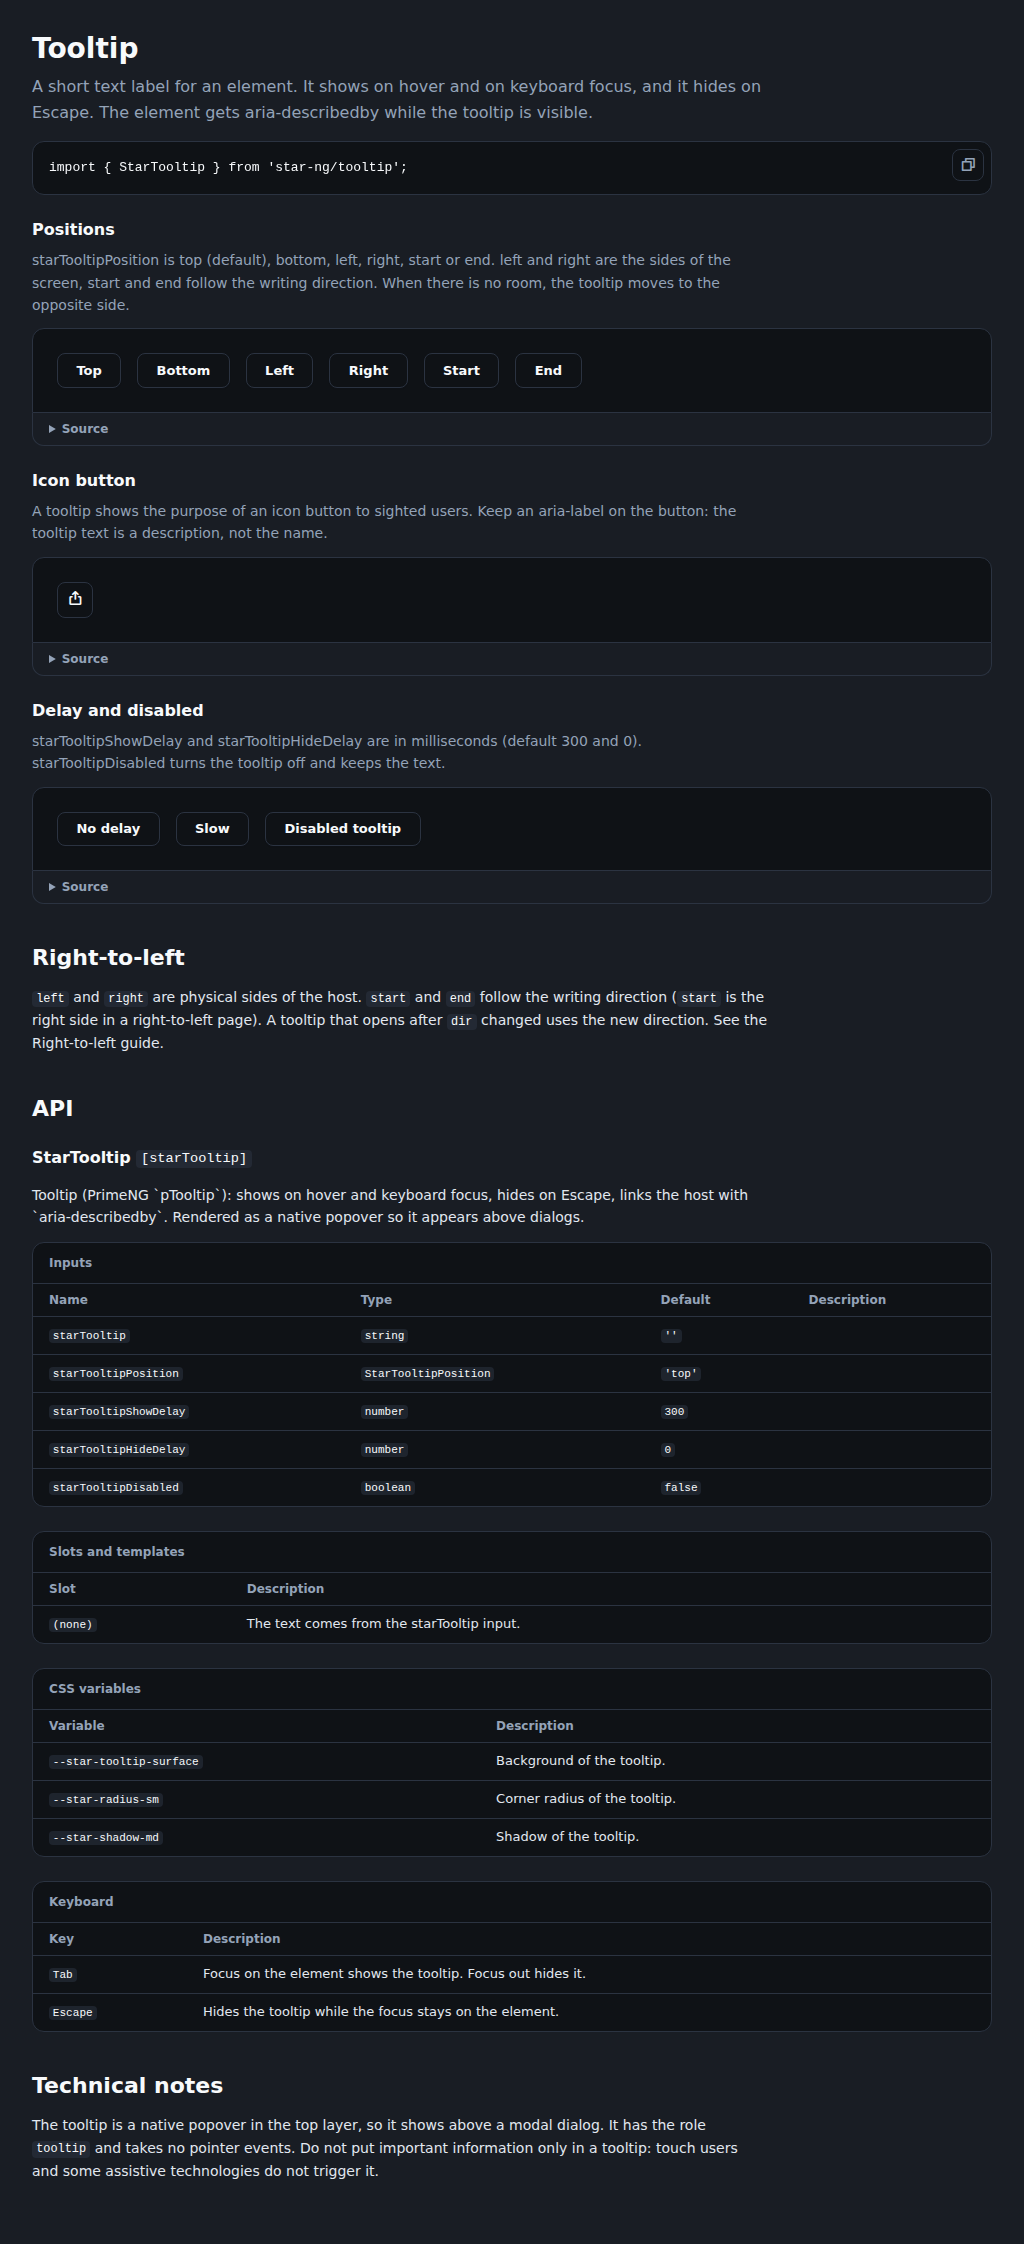 Tooltip
A short text label for an element. It shows on hover and on keyboard focus, and it hides on
Escape. The element gets aria-describedby while the tooltip is visible.
import { StarTooltip } from 'star-ng/tooltip';
Positions
starTooltipPosition is top (default), bottom, left, right, start or end. left and right are the sides of the
screen, start and end follow the writing direction. When there is no room, the tooltip moves to the
opposite side.
Top Bottom Left Right Start End
Source
Icon button
A tooltip shows the purpose of an icon button to sighted users. Keep an aria-label on the button: the
tooltip text is a description, not the name.
Source
Delay and disabled
starTooltipShowDelay and starTooltipHideDelay are in milliseconds (default 300 and 0).
starTooltipDisabled turns the tooltip off and keeps the text.
No delay Slow Disabled tooltip
Source
Right-to-left
left and right are physical sides of the host. start and end follow the writing direction (start is the
right side in a right-to-left page). A tooltip that opens after dir changed uses the new direction. See the
Right-to-left guide.
API
StarTooltip [starTooltip]
Tooltip (PrimeNG `pTooltip`): shows on hover and keyboard focus, hides on Escape, links the host with
`aria-describedby`. Rendered as a native popover so it appears above dialogs.
Inputs
Name Type Default Description
starTooltip string ''
starTooltipPosition StarTooltipPosition 'top'
starTooltipShowDelay number 300
starTooltipHideDelay number 0
starTooltipDisabled boolean false
Slots and templates
Slot Description
(none) The text comes from the starTooltip input.
CSS variables
Variable Description
--star-tooltip-surface Background of the tooltip.
--star-radius-sm Corner radius of the tooltip.
--star-shadow-md Shadow of the tooltip.
Keyboard
Key Description
Tab Focus on the element shows the tooltip. Focus out hides it.
Escape Hides the tooltip while the focus stays on the element.
Technical notes
The tooltip is a native popover in the top layer, so it shows above a modal dialog. It has the role
tooltip and takes no pointer events. Do not put important information only in a tooltip: touch users
and some assistive technologies do not trigger it.